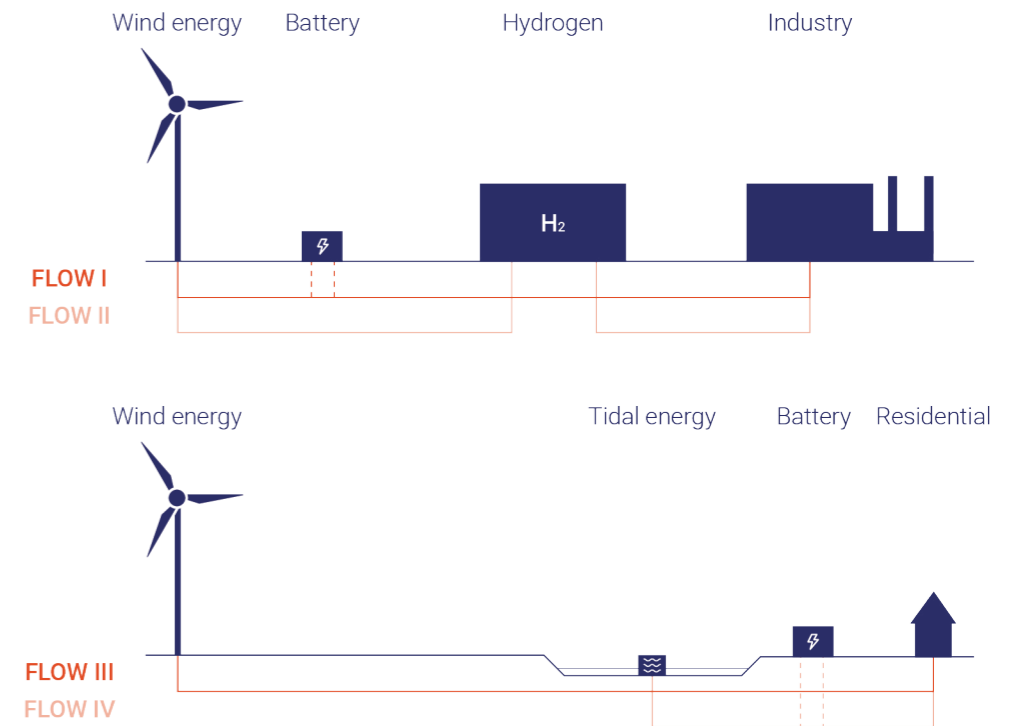 Wind energy Battery Hydrogen Industry
H₂
FLOW I
FLOW II
Wind energy Tidal energy Battery Residential
FLOW III
FLOW IV